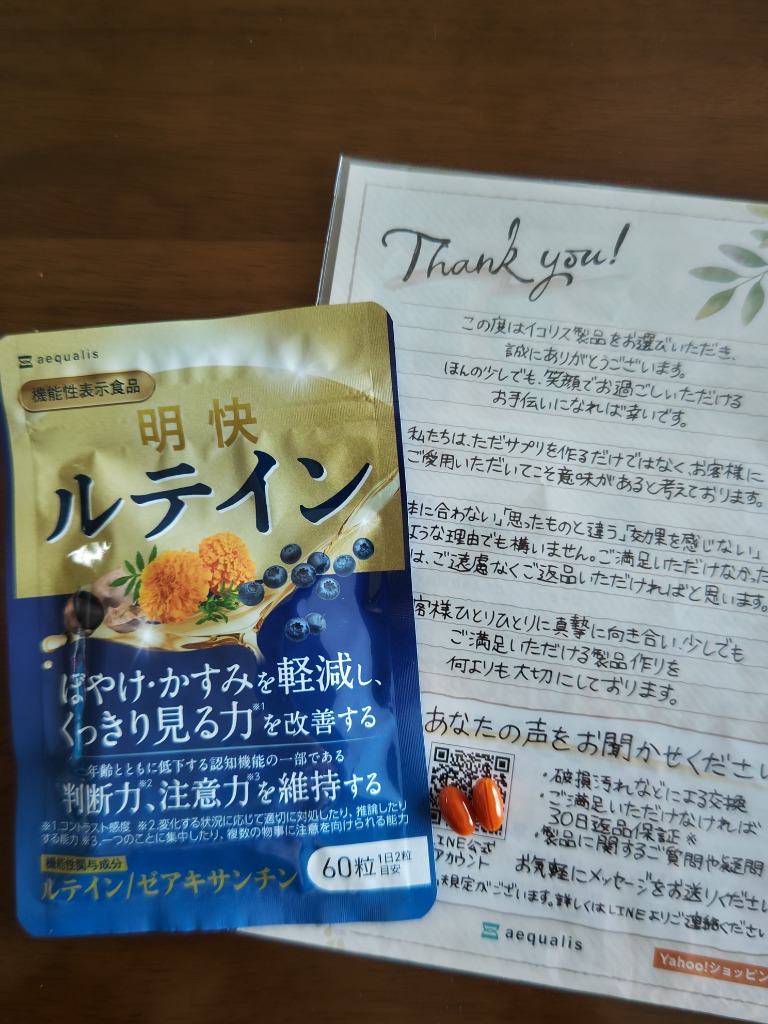 aequalis
機能性表示食品
明快
ルテイン
ぼやけ・かすみを軽減し、
くっきり見る力※1を改善する
年齢とともに低下する認知機能の一部である
判断力※2、注意力※3を維持する
※1.コントラスト感度 ※2.変化する状況に応じて適切に対処したり、推論したり
する能力 ※3.一つのことに集中したり、複数の物事に注意を向けられる能力
機能性関与成分
ルテイン/ゼアキサンチン
60粒 1日2粒
目安
Thank you!
この度はイコリス製品をお選びいただき、
誠にありがとうございます。
ほんの少しでも、笑顔でお過ごしいただける
お手伝いになれば幸いです。
私たちは、ただサプリを作るだけではなく、お客様に
ご愛用いただいてこそ意味があると考えております。
に合わない」「思ったものと違う」「効果を感じない」
ような理由でも構いません。ご満足いただけなかった
は、ご遠慮なくご返品いただければと思います。
客様ひとりひとりに真摯に向き合い、少しでも
ご満足いただける製品作りを
何よりも大切にしております。
あなたの声をお聞かせください
・破損汚れなどによる交換
・ご満足いただけなければ
30日返品保証※
・製品に関するご質問や疑問
LINE公式
アカウント
お気軽にメッセージをお送りくださ
規定がございます。詳しくはLINEよりご連絡くださ
aequalis
Yahoo!ショッピン